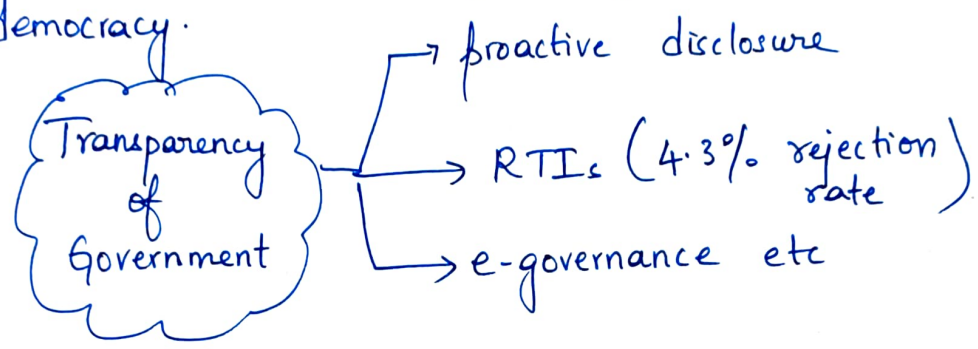 democracy.
Transparency
of
Government
proactive disclosure
RTIs (4.3% rejection
rate)
e-governance etc